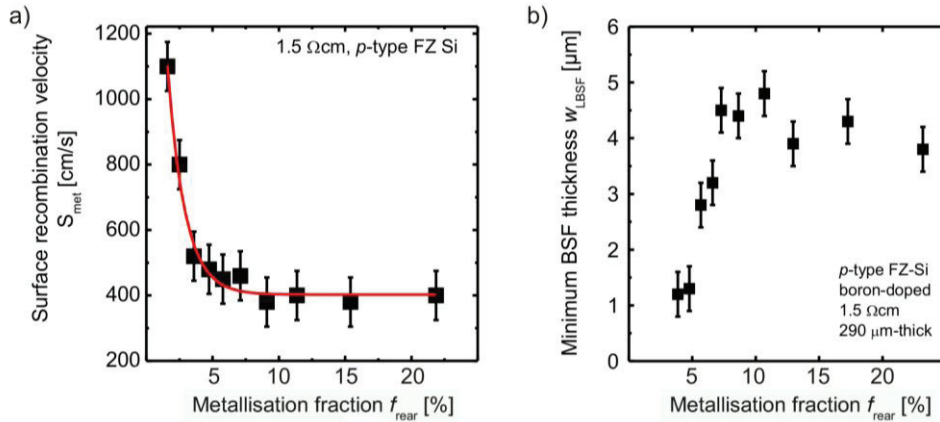 a)
1200
1000
800
600
400
200
Surface recombination velocity
S_met [cm/s]
1.5 Ωcm, p-type FZ Si
5
10
15
20
Metallisation fraction f_rear [%]
b)
6
5
4
3
2
1
0
Minimum BSF thickness w_LBSF [µm]
p-type FZ-Si
boron-doped
1.5 Ωcm
290 µm-thick
5
10
15
20
Metallisation fraction f_rear [%]